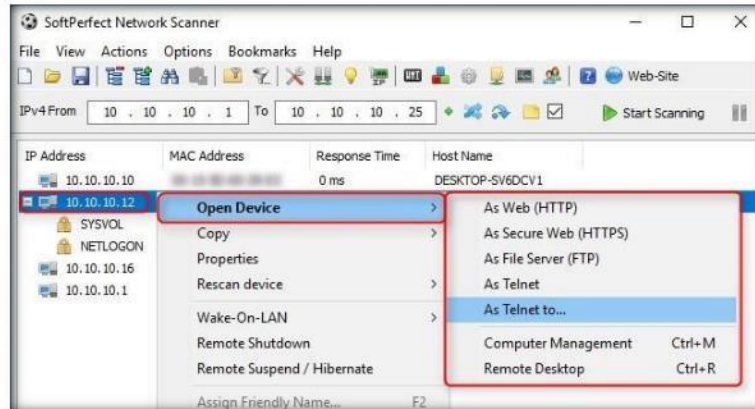 SoftPerfect Network Scanner
File View Actions Options Bookmarks Help
Web-Site
IPv4 From 10 . 10 . 10 . 1 To 10 . 10 . 10 . 25 Start Scanning
IP Address MAC Address Response Time Host Name
10.10.10.10 0 ms DESKTOP-SV6DCV1
10.10.10.12
SYSVOL
NETLOGON
10.10.10.16
10.10.10.1
Open Device
Copy
Properties
Rescan device
Wake-On-LAN
Remote Shutdown
Remote Suspend / Hibernate
Assign Friendly Name... F2
As Web (HTTP)
As Secure Web (HTTPS)
As File Server (FTP)
As Telnet
As Telnet to...
Computer Management Ctrl+M
Remote Desktop Ctrl+R